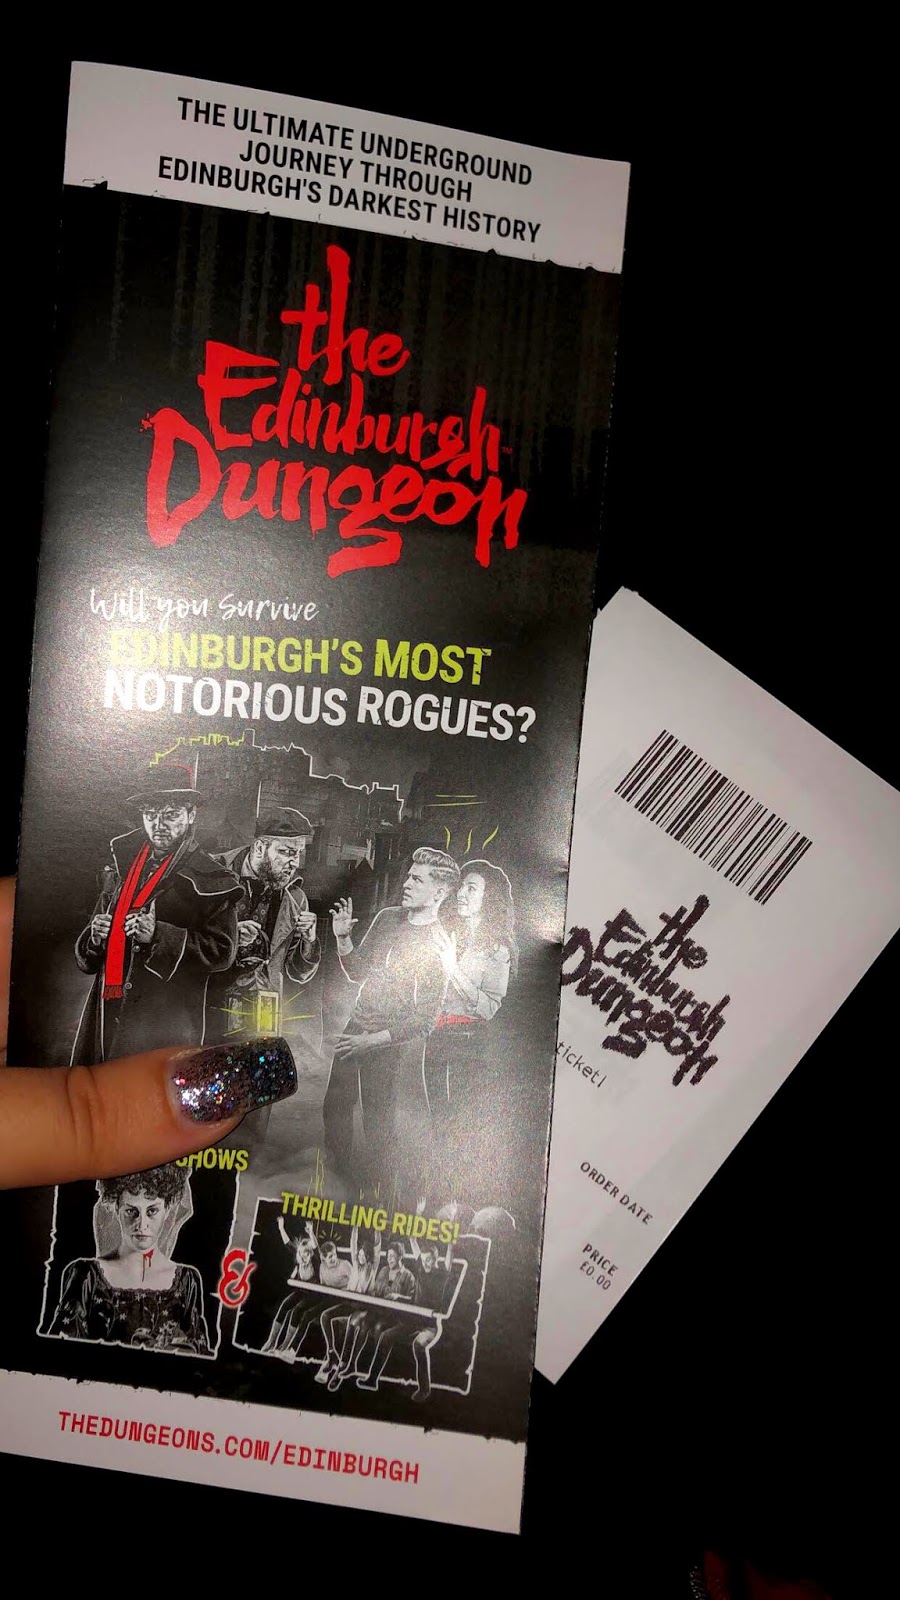 THE ULTIMATE UNDERGROUND
JOURNEY THROUGH
EDINBURGH'S DARKEST HISTORY
the
Edinburgh
Dungeon
TM
Will you survive
EDINBURGH'S MOST
NOTORIOUS ROGUES?
SHOWS
&
THRILLING RIDES!
THEDUNGEONS.COM/EDINBURGH
the
Edinburgh
Dungeon
ticket!
ORDER DATE
PRICE
£0.00